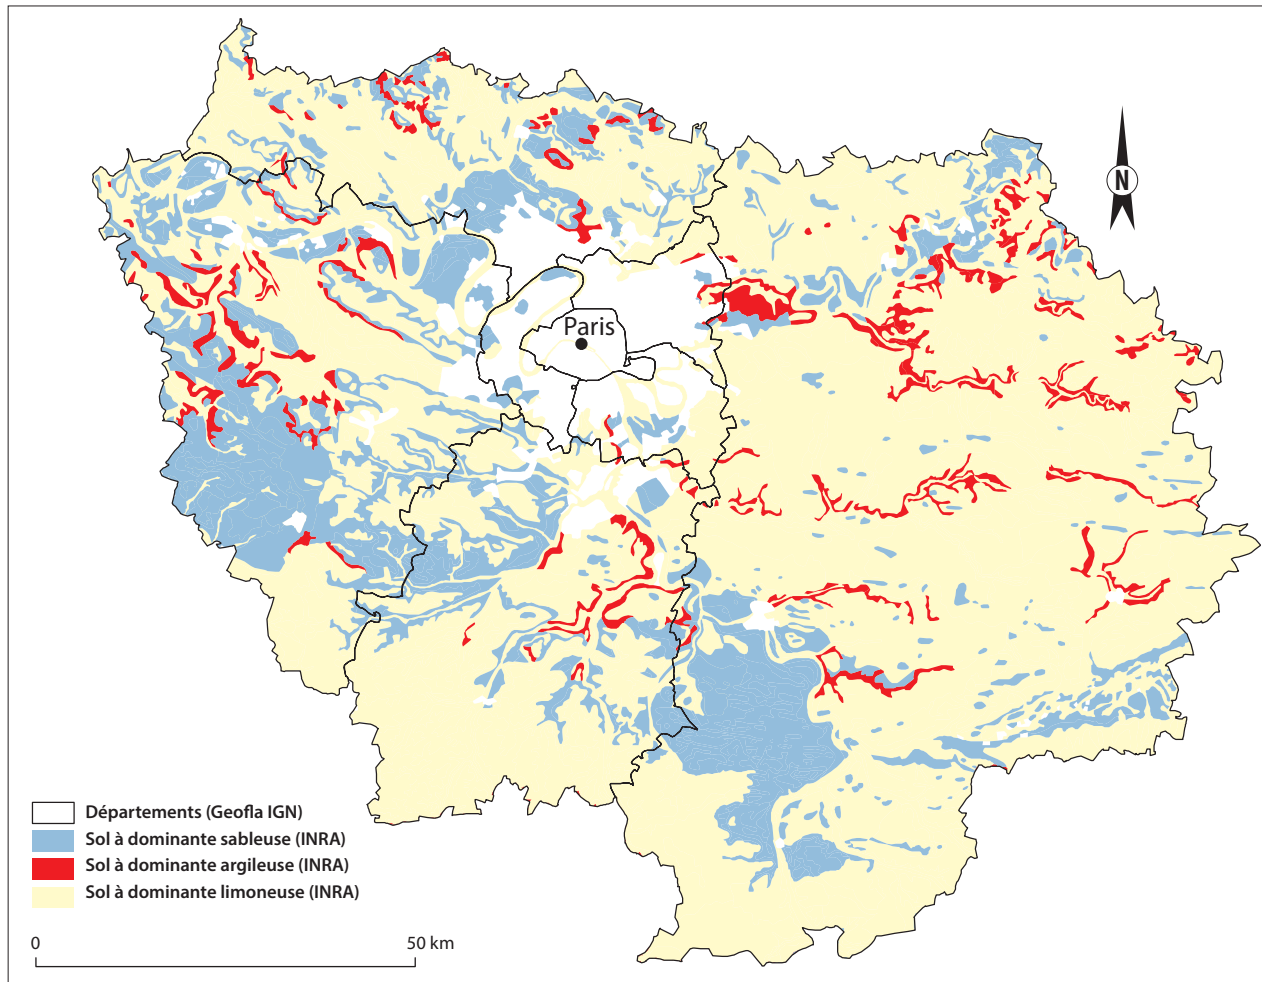 N
Paris
Départements (Geofla IGN)
Sol à dominante sableuse (INRA)
Sol à dominante argileuse (INRA)
Sol à dominante limoneuse (INRA)
0 50 km